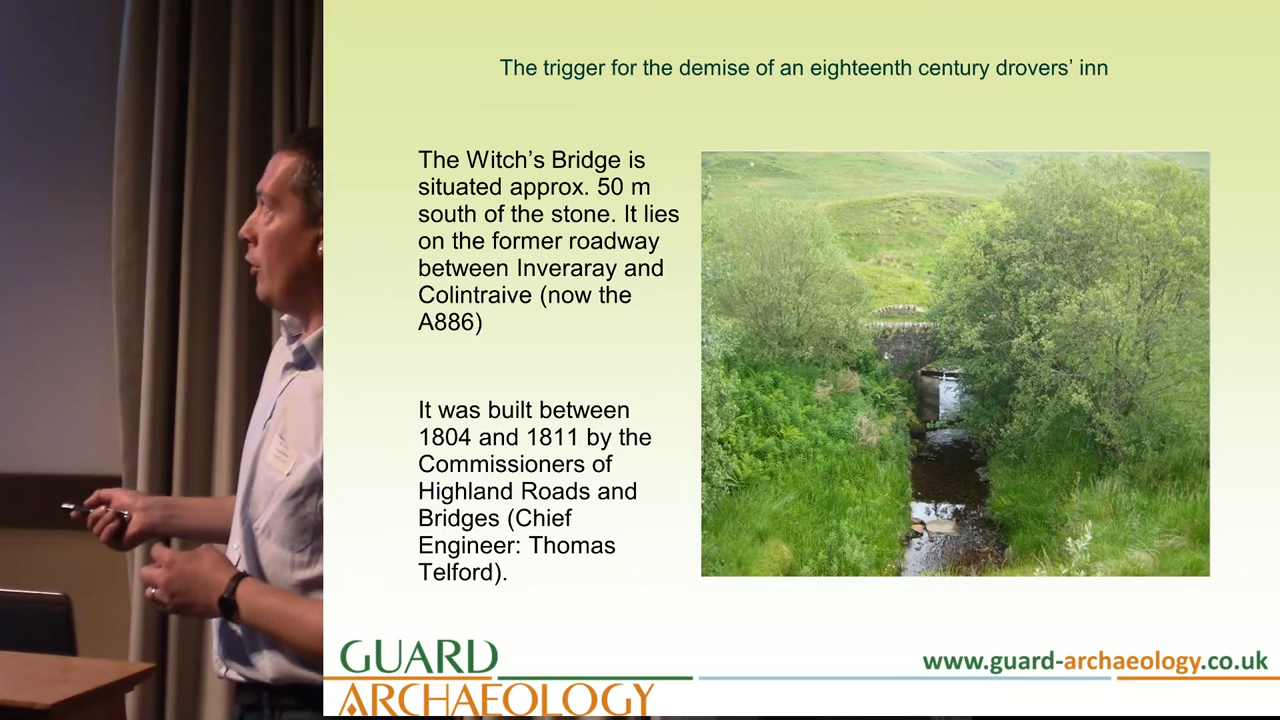 The trigger for the demise of an eighteenth century drovers’ inn
The Witch’s Bridge is
situated approx. 50 m
south of the stone. It lies
on the former roadway
between Inveraray and
Colintraive (now the
A886)
It was built between
1804 and 1811 by the
Commissioners of
Highland Roads and
Bridges (Chief
Engineer: Thomas
Telford).
GUARD
ARCHAEOLOGY
www.guard-archaeology.co.uk